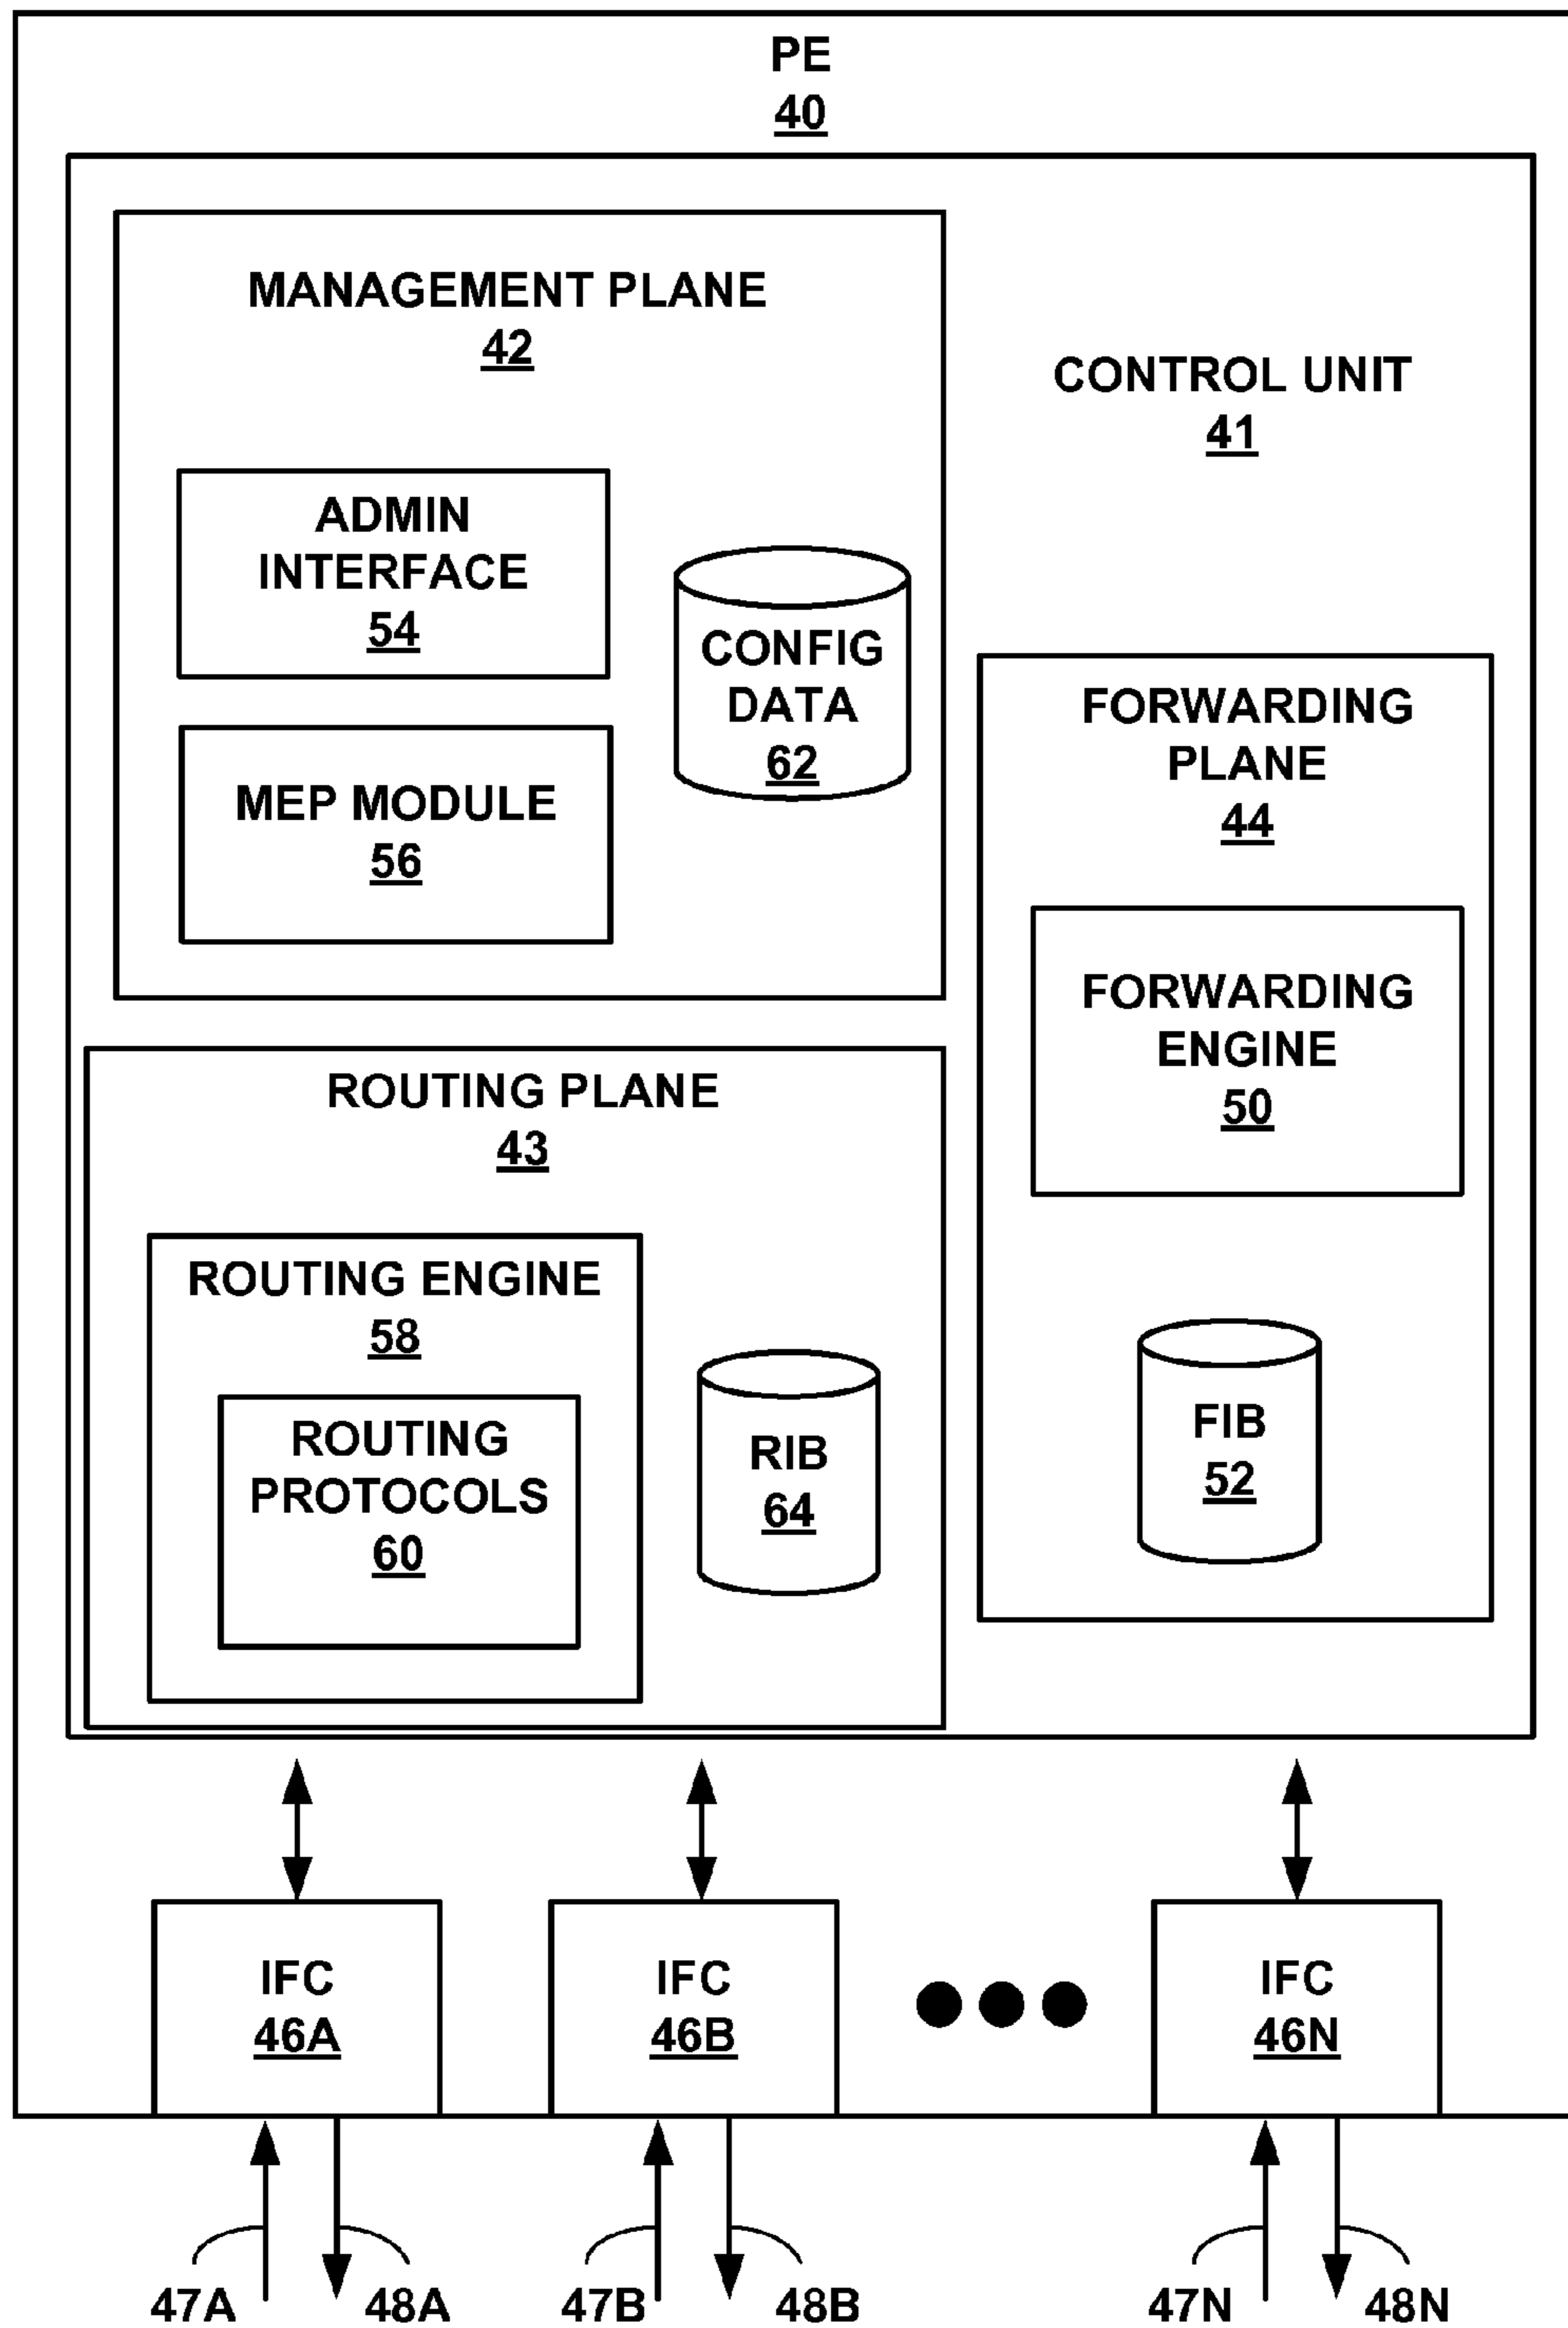 PE
40
MANAGEMENT PLANE
42
CONTROL UNIT
41
ADMIN
INTERFACE
54
CONFIG
DATA
62
MEP MODULE
56
FORWARDING
PLANE
44
FORWARDING
ENGINE
50
FIB
52
ROUTING PLANE
43
ROUTING ENGINE
58
ROUTING
PROTOCOLS
60
RIB
64
IFC
46A
IFC
46B
IFC
46N
47A
48A
47B
48B
47N
48N